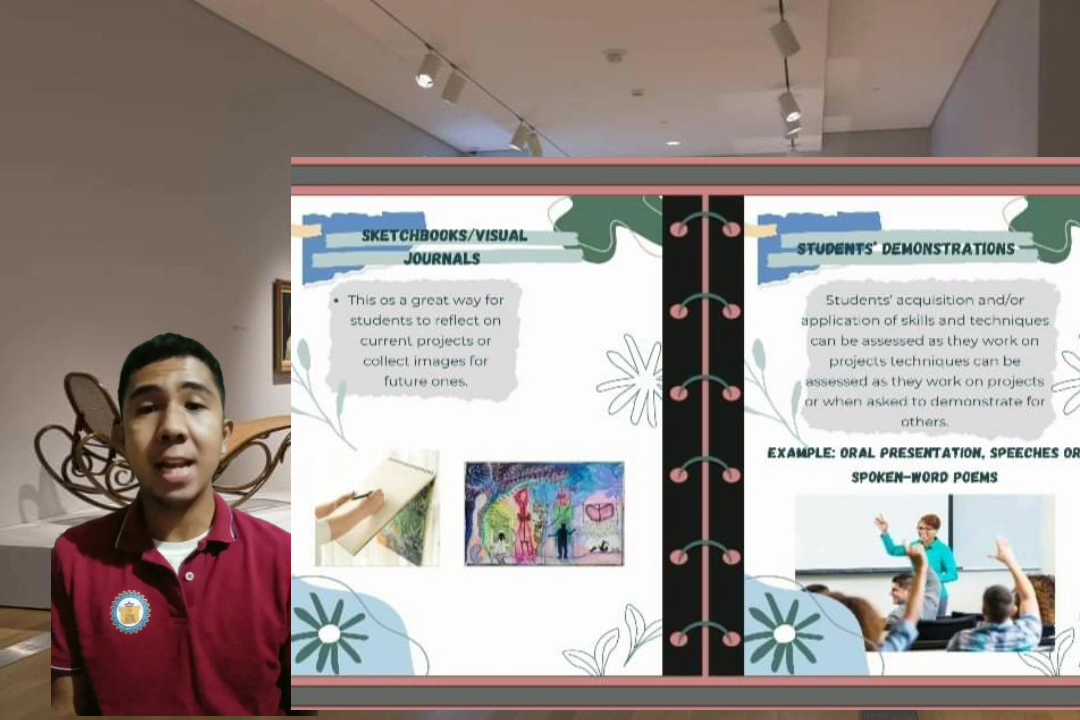 SKETCHBOOKS/VISUAL
JOURNALS
• This os a great way for
students to reflect on
current projects or
collect images for
future ones.
STUDENTS' DEMONSTRATIONS
Students' acquisition and/or
application of skills and techniques
can be assessed as they work on
projects techniques can be
assessed as they work on projects
or when asked to demonstrate for
others.
EXAMPLE: ORAL PRESENTATION, SPEECHES OR
SPOKEN-WORD POEMS